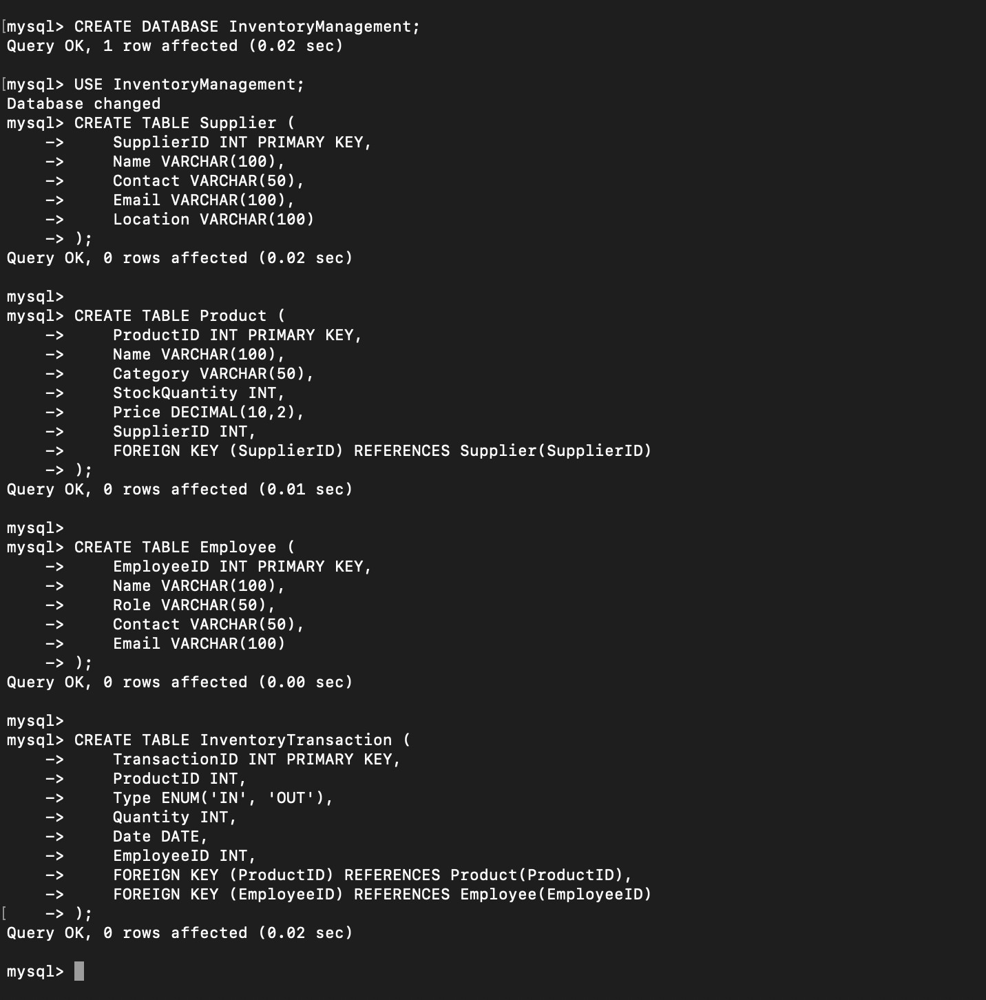 [mysql> CREATE DATABASE InventoryManagement;
Query OK, 1 row affected (0.02 sec)

[mysql> USE InventoryManagement;
Database changed
mysql> CREATE TABLE Supplier (
    ->     SupplierID INT PRIMARY KEY,
    ->     Name VARCHAR(100),
    ->     Contact VARCHAR(50),
    ->     Email VARCHAR(100),
    ->     Location VARCHAR(100)
    -> );
Query OK, 0 rows affected (0.02 sec)

mysql>
mysql> CREATE TABLE Product (
    ->     ProductID INT PRIMARY KEY,
    ->     Name VARCHAR(100),
    ->     Category VARCHAR(50),
    ->     StockQuantity INT,
    ->     Price DECIMAL(10,2),
    ->     SupplierID INT,
    ->     FOREIGN KEY (SupplierID) REFERENCES Supplier(SupplierID)
    -> );
Query OK, 0 rows affected (0.01 sec)

mysql>
mysql> CREATE TABLE Employee (
    ->     EmployeeID INT PRIMARY KEY,
    ->     Name VARCHAR(100),
    ->     Role VARCHAR(50),
    ->     Contact VARCHAR(50),
    ->     Email VARCHAR(100)
    -> );
Query OK, 0 rows affected (0.00 sec)

mysql>
mysql> CREATE TABLE InventoryTransaction (
    ->     TransactionID INT PRIMARY KEY,
    ->     ProductID INT,
    ->     Type ENUM('IN', 'OUT'),
    ->     Quantity INT,
    ->     Date DATE,
    ->     EmployeeID INT,
    ->     FOREIGN KEY (ProductID) REFERENCES Product(ProductID),
    ->     FOREIGN KEY (EmployeeID) REFERENCES Employee(EmployeeID)
[    -> );
Query OK, 0 rows affected (0.02 sec)

mysql>